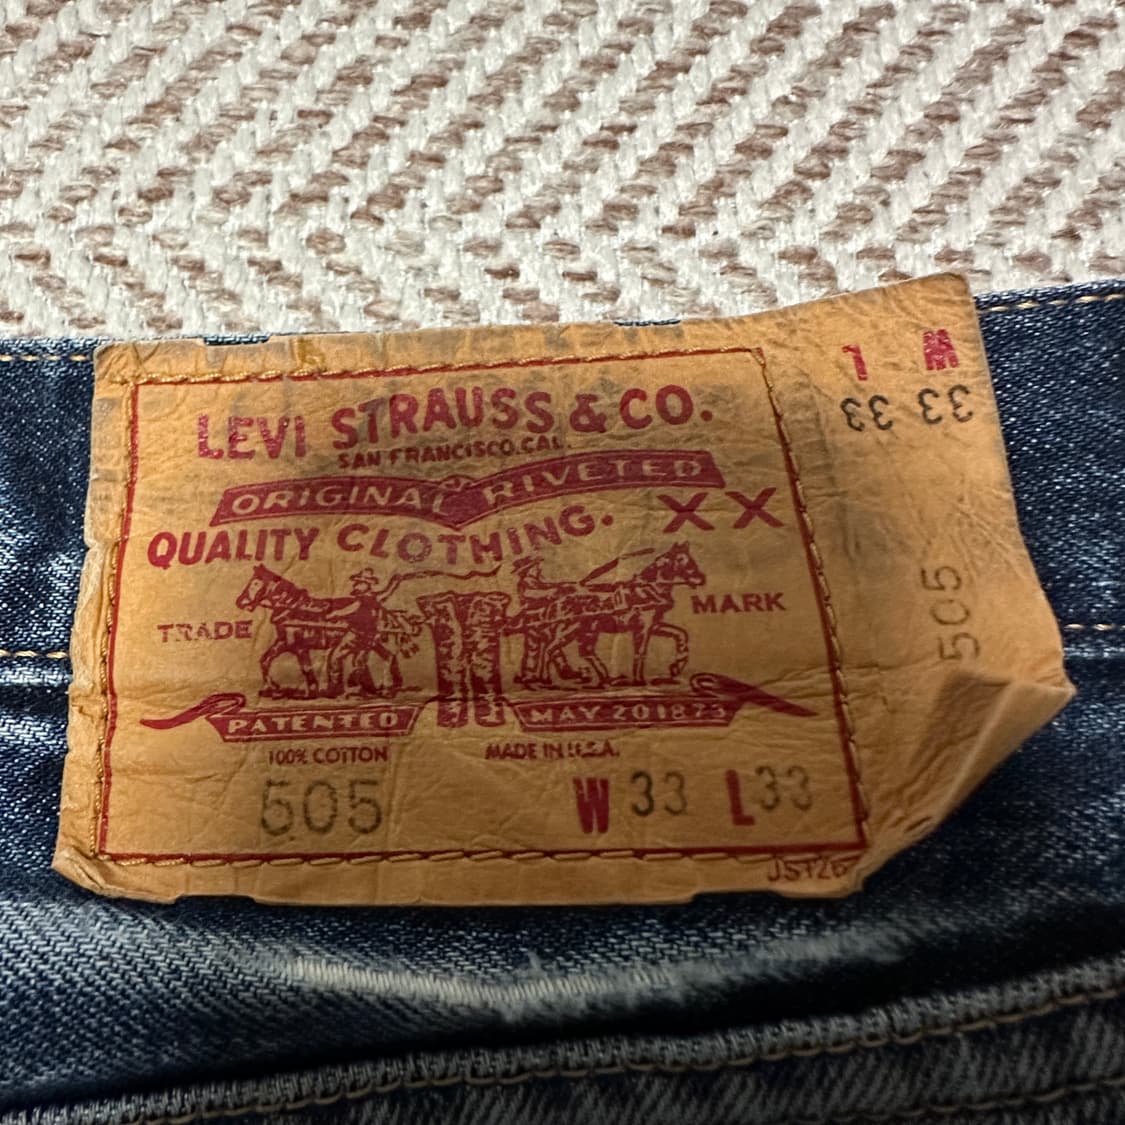 LEVI STRAUSS & CO.
SAN FRANCISCO, CAL.
ORIGINAL RIVETED
QUALITY CLOTHING. XX
TRADE MARK
PATENTED MAY 20 1873
100% COTTON MADE IN U.S.A.
505 W 33 L 33
W L
33 33
505